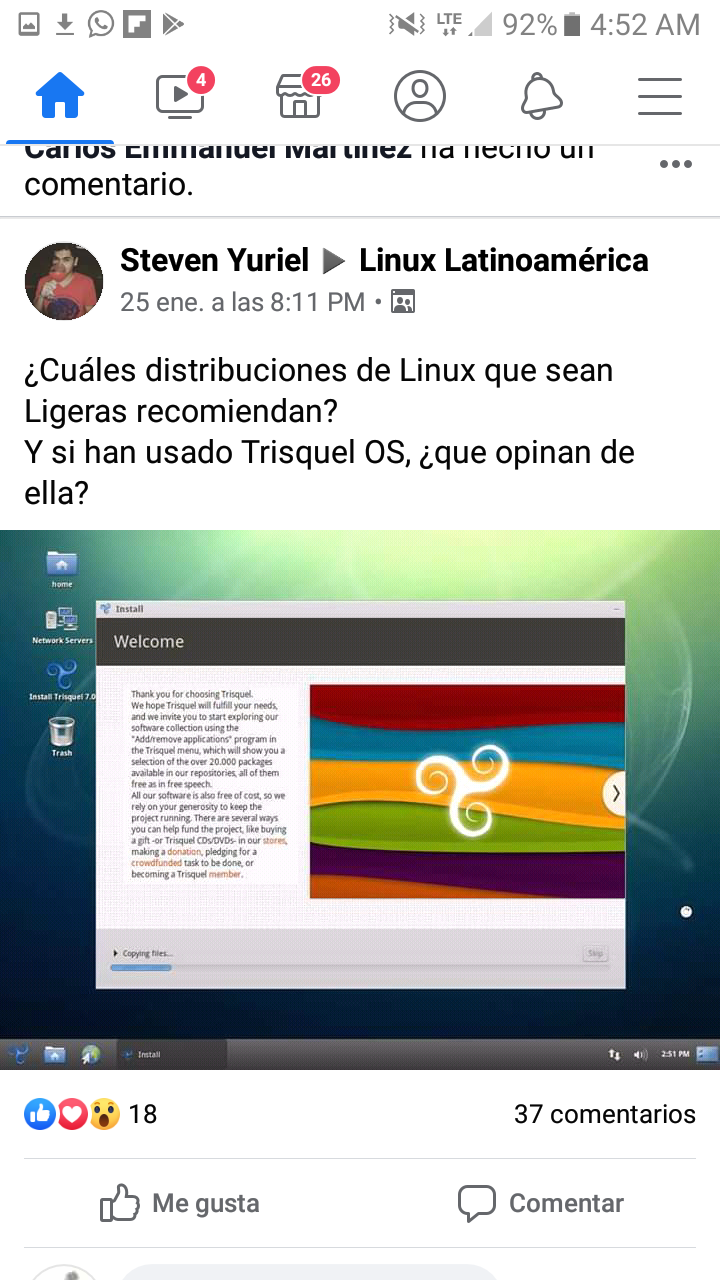 LTE 92% 4:52 AM
4
26
Carlos Emmanuel Martinez ha hecho un
comentario.
Steven Yuriel ▶ Linux Latinoamérica
25 ene. a las 8:11 PM •
¿Cuáles distribuciones de Linux que sean
Ligeras recomiendan?
Y si han usado Trisquel OS, ¿que opinan de
ella?
home
Network Servers
Install Trisquel 7.0
Trash
Install
Welcome
Thank you for choosing Trisquel.
We hope Trisquel will fulfill your needs,
and we invite you to start exploring our
software collection using the
"Add/remove applications" program in
the Trisquel menu, which will show you a
selection of the over 20.000 packages
available in our repositories, all of them
free as in free speech.
All our software is also free of cost, so we
rely on your generosity to keep the
project running. There are several ways
you can help fund the project, like buying
a gift -or Trisquel CDs/DVDs- in our stores,
making a donation, pledging for a
crowdfunded task to be done, or
becoming a Trisquel member.
Copying files...
Skip
Install
2:51 PM
18
37 comentarios
Me gusta
Comentar